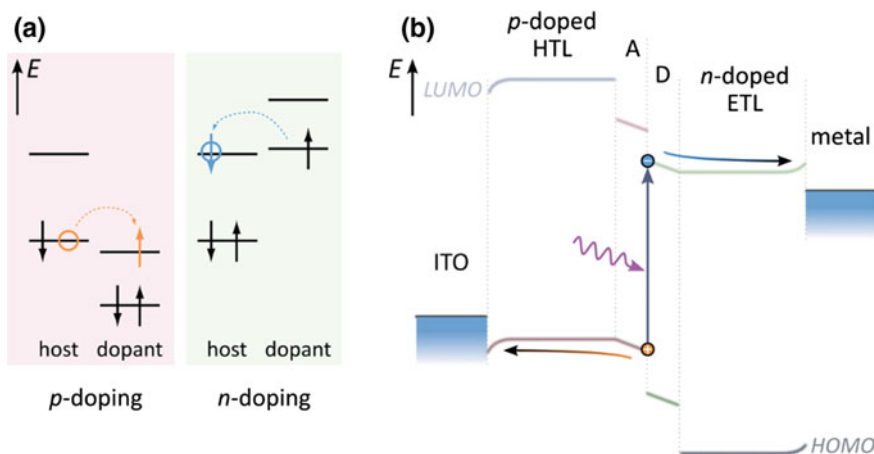 (a)
E
host dopant
p-doping
E
host dopant
n-doping
(b)
E
LUMO
p-doped
HTL
A
D
n-doped
ETL
metal
ITO
−
+
HOMO